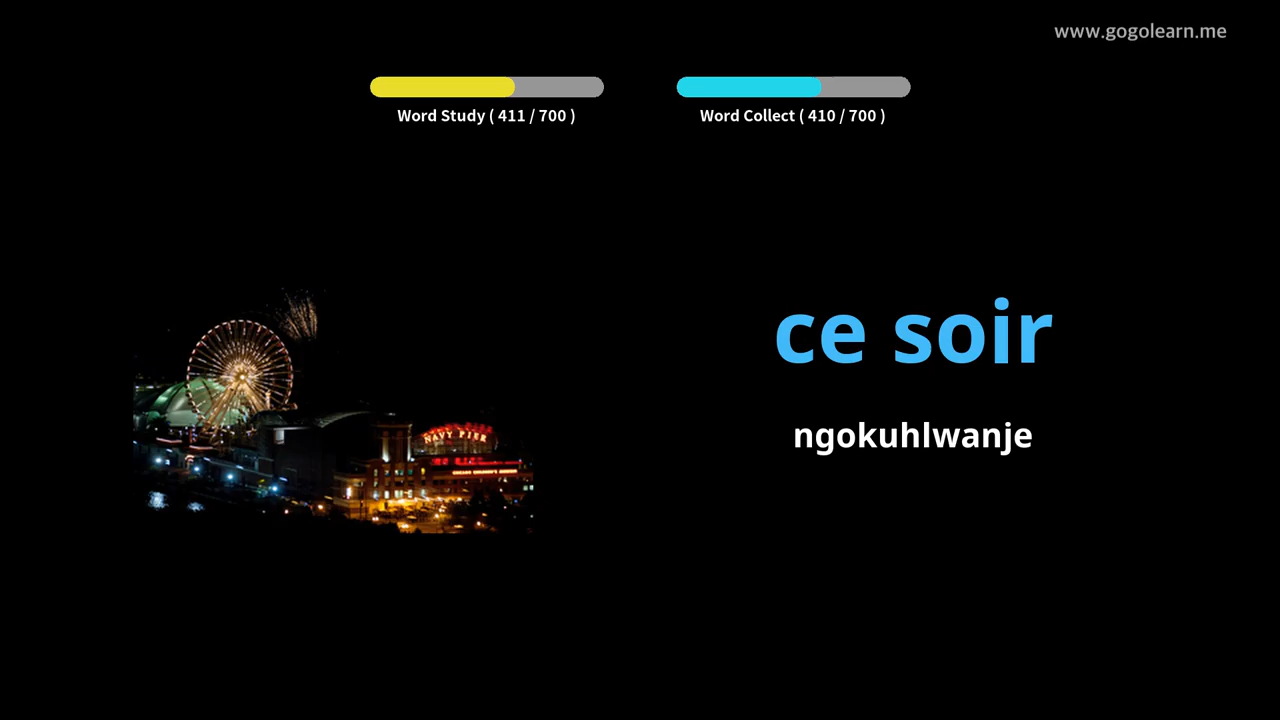 www.gogolearn.me
Word Study ( 411 / 700 )
Word Collect ( 410 / 700 )
ce soir
ngokuhlwanje
NAVY PIER